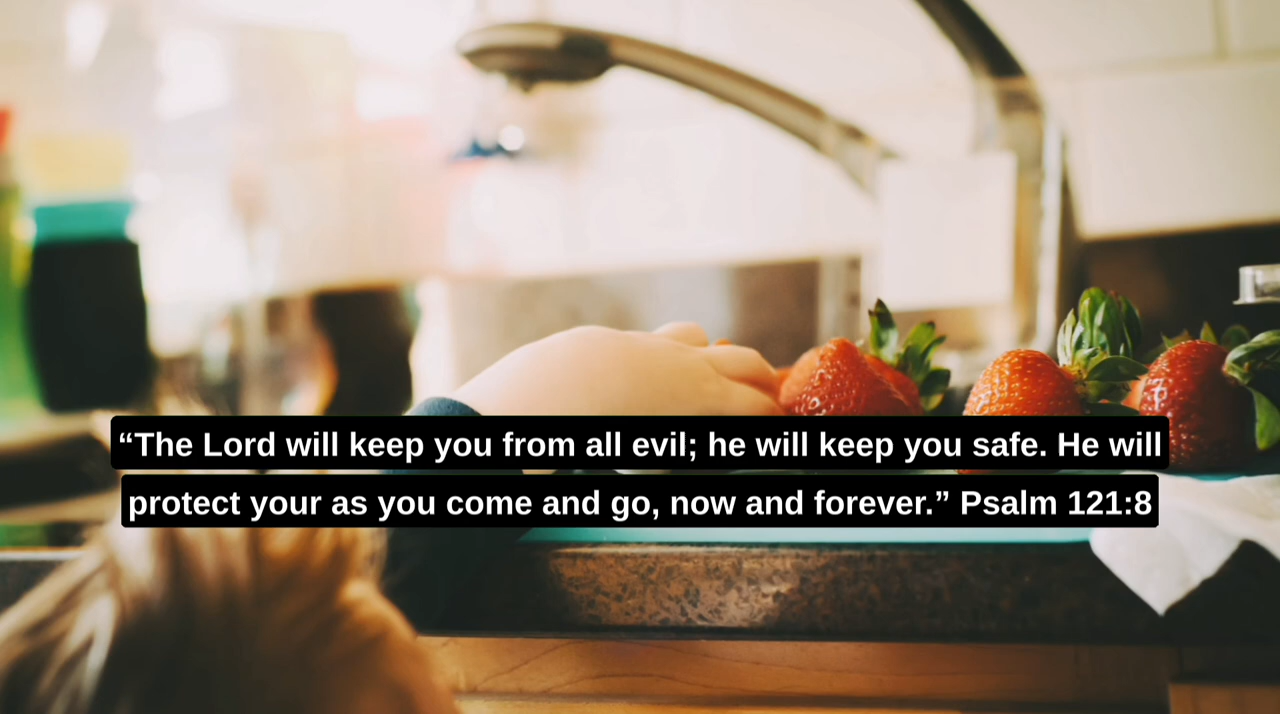 “The Lord will keep you from all evil; he will keep you safe. He will
protect your as you come and go, now and forever.” Psalm 121:8